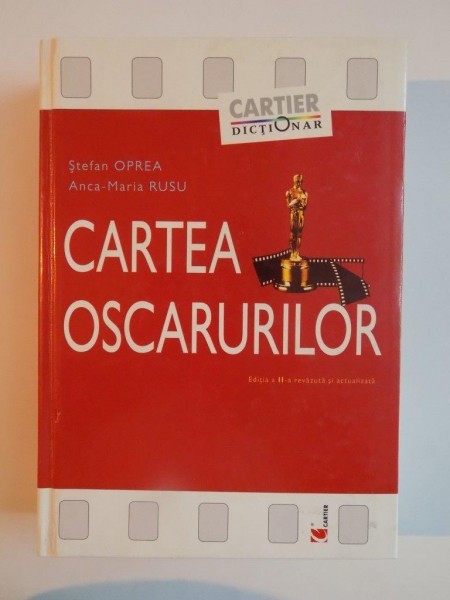 CARTIER
DICȚIONAR
Ștefan OPREA
Anca-Maria RUSU
CARTEA
OSCARURILOR
Ediția a II-a revăzută și actualizată
CARTIER